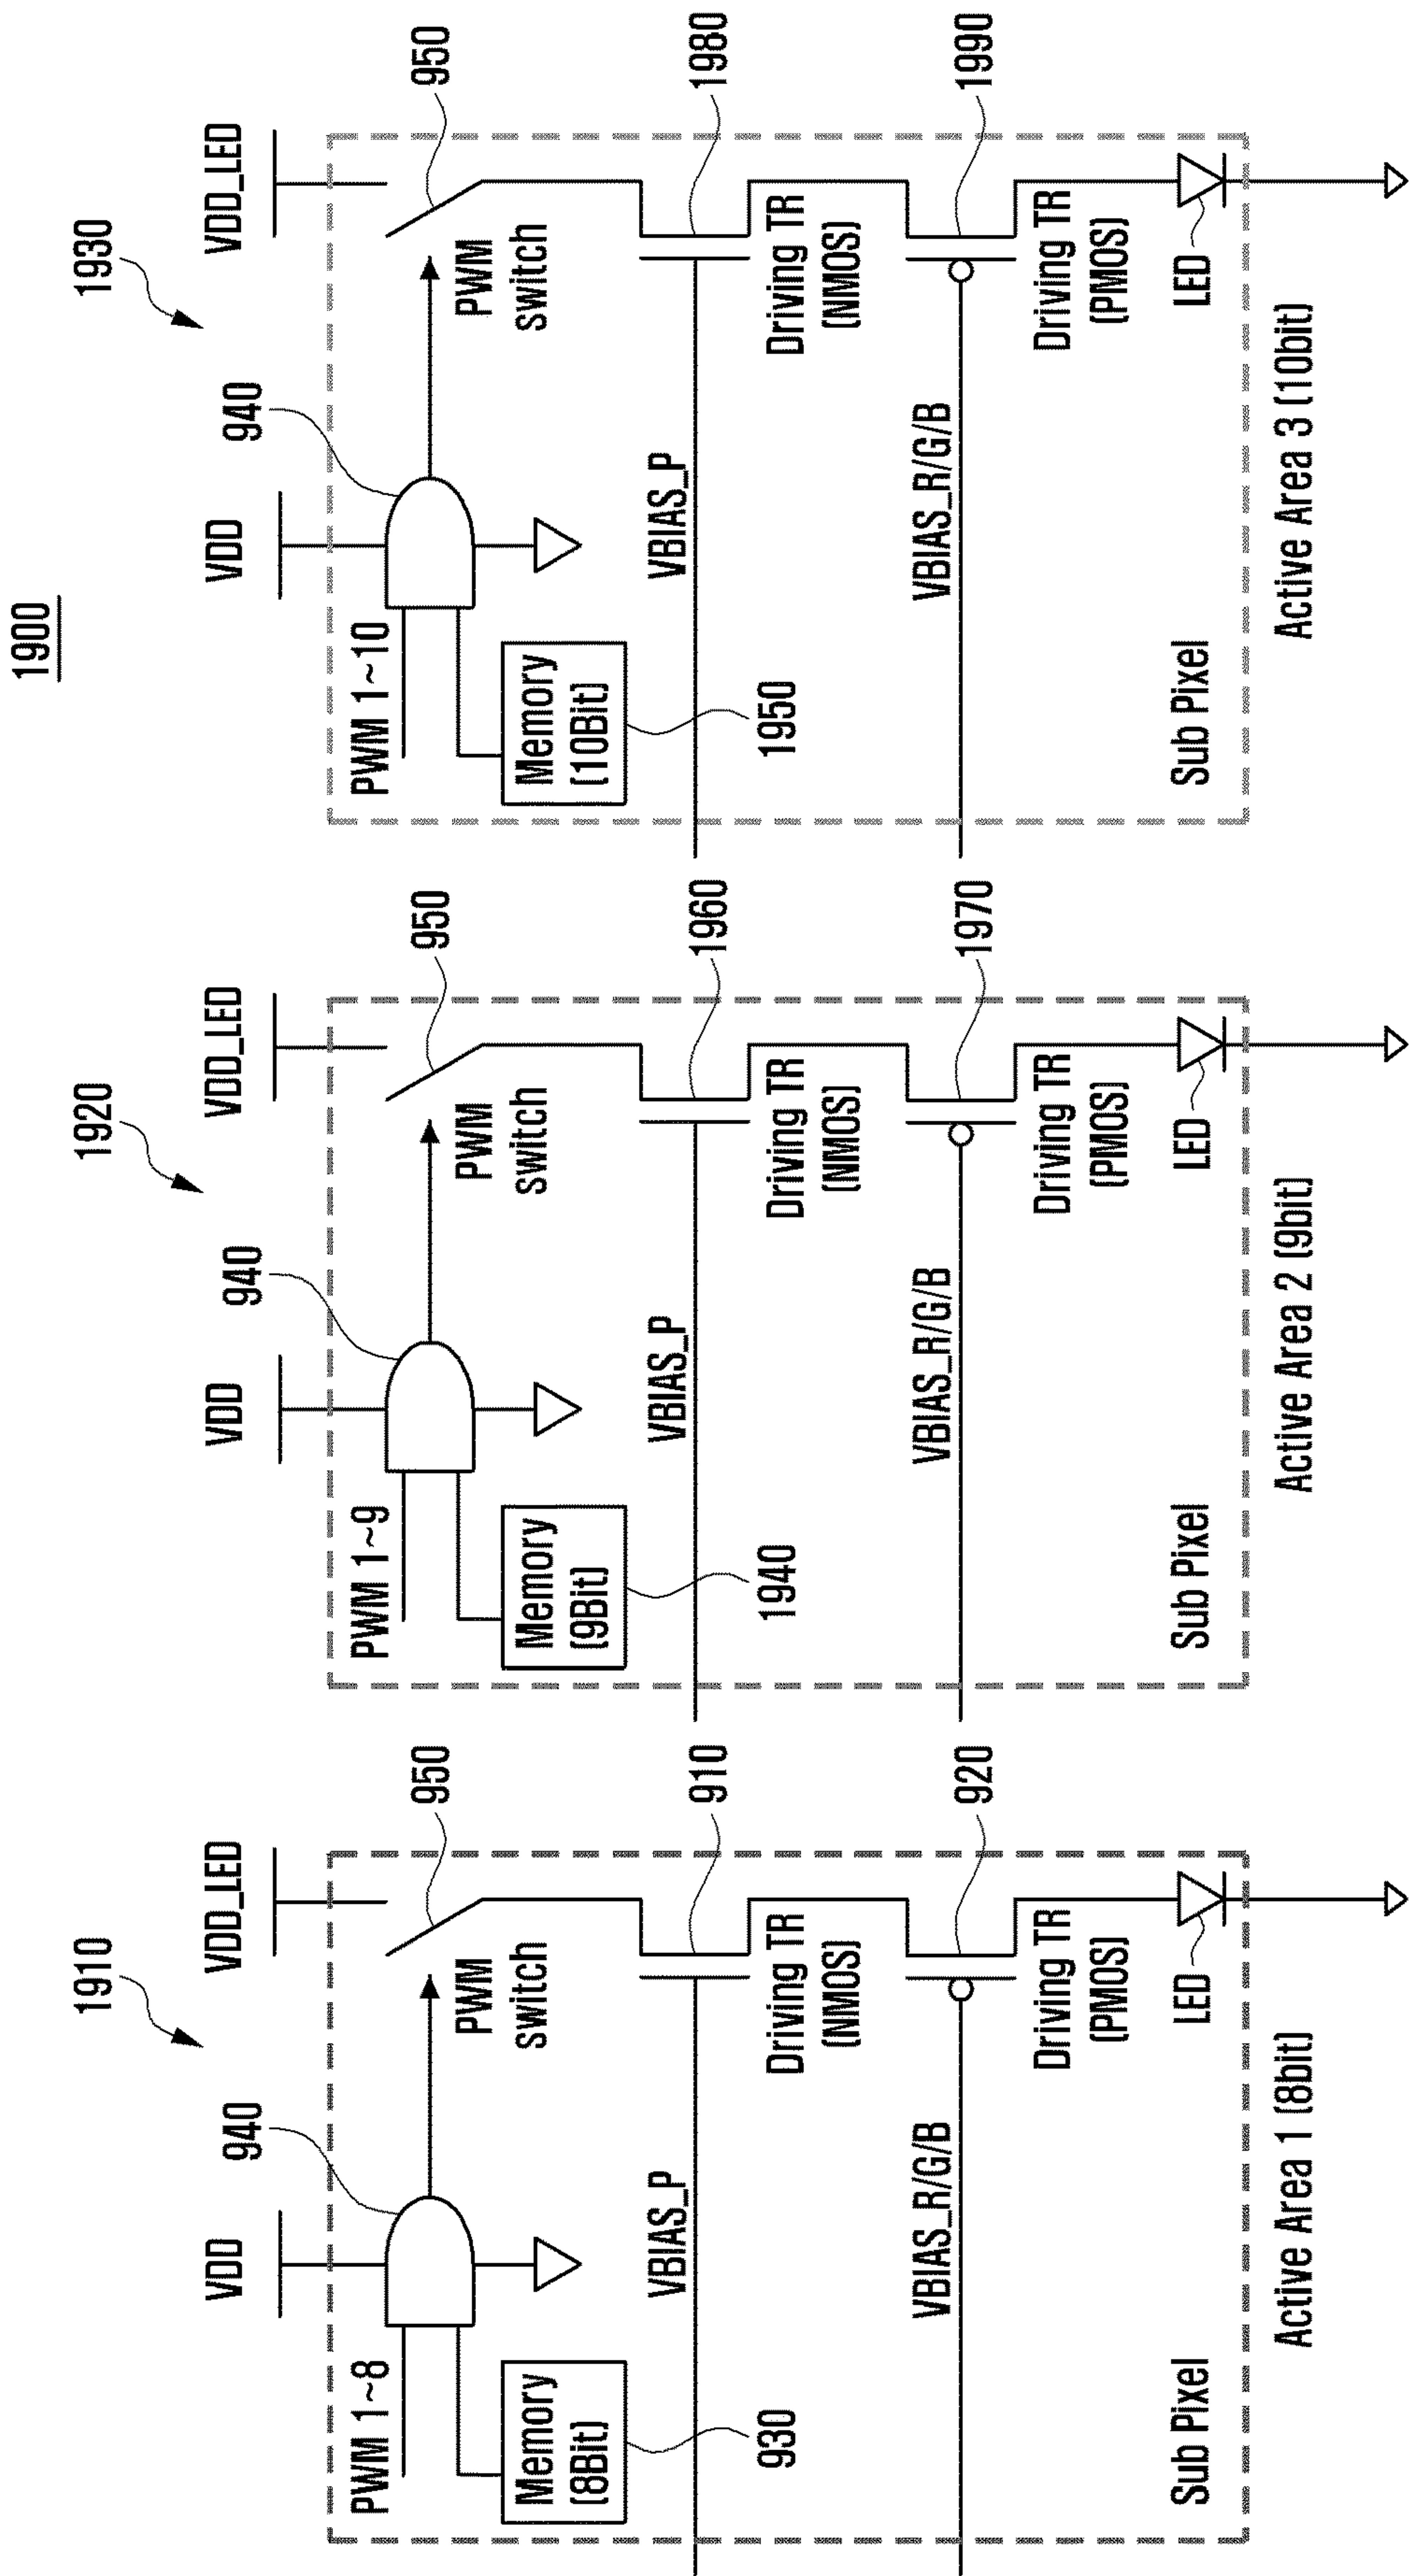 1900
1910
VDD
940
VDD_LED
950
PWM 1~8
PWM
switch
Memory
(8Bit)
930
VBIAS_P
910
Driving TR
(NMOS)
VBIAS_R/G/B
920
Driving TR
(PMOS)
Sub Pixel
LED
Active Area 1 (8bit)
1920
VDD
940
VDD_LED
950
PWM 1~9
PWM
switch
Memory
(9Bit)
1940
VBIAS_P
1960
Driving TR
(NMOS)
VBIAS_R/G/B
1970
Driving TR
(PMOS)
Sub Pixel
LED
Active Area 2 (9bit)
1930
VDD
940
VDD_LED
950
PWM 1~10
PWM
switch
Memory
(10Bit)
1950
VBIAS_P
1980
Driving TR
(NMOS)
VBIAS_R/G/B
1990
Driving TR
(PMOS)
Sub Pixel
LED
Active Area 3 (10bit)